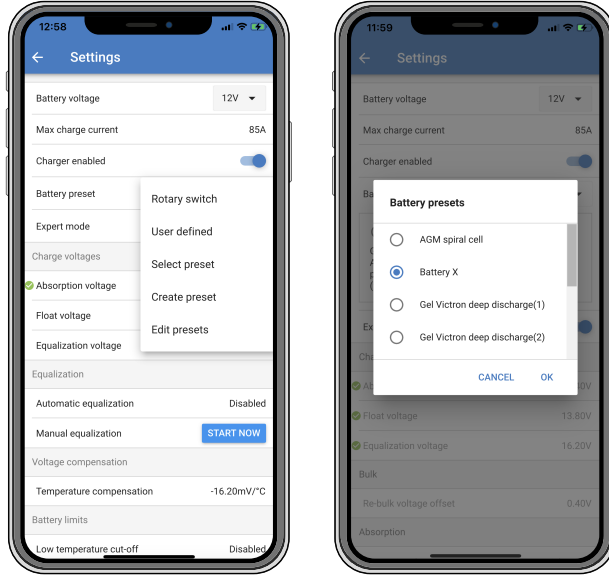 12:58
Settings
Battery voltage 12V
Max charge current 85A
Charger enabled
Battery preset
Rotary switch
User defined
Select preset
Create preset
Edit presets
Expert mode
Charge voltages
Absorption voltage
Float voltage
Equalization voltage
Equalization
Automatic equalization Disabled
Manual equalization START NOW
Voltage compensation
Temperature compensation -16.20mV/°C
Battery limits
Low temperature cut-off Disabled
11:59
Settings
Battery voltage 12V
Max charge current 85A
Charger enabled
Ba
Battery presets
AGM spiral cell
Battery X
Gel Victron deep discharge(1)
Gel Victron deep discharge(2)
CANCEL OK
Ex
Cha
Float voltage 13.80V
Equalization voltage 16.20V
Bulk
Re-bulk voltage offset 0.40V
Absorption